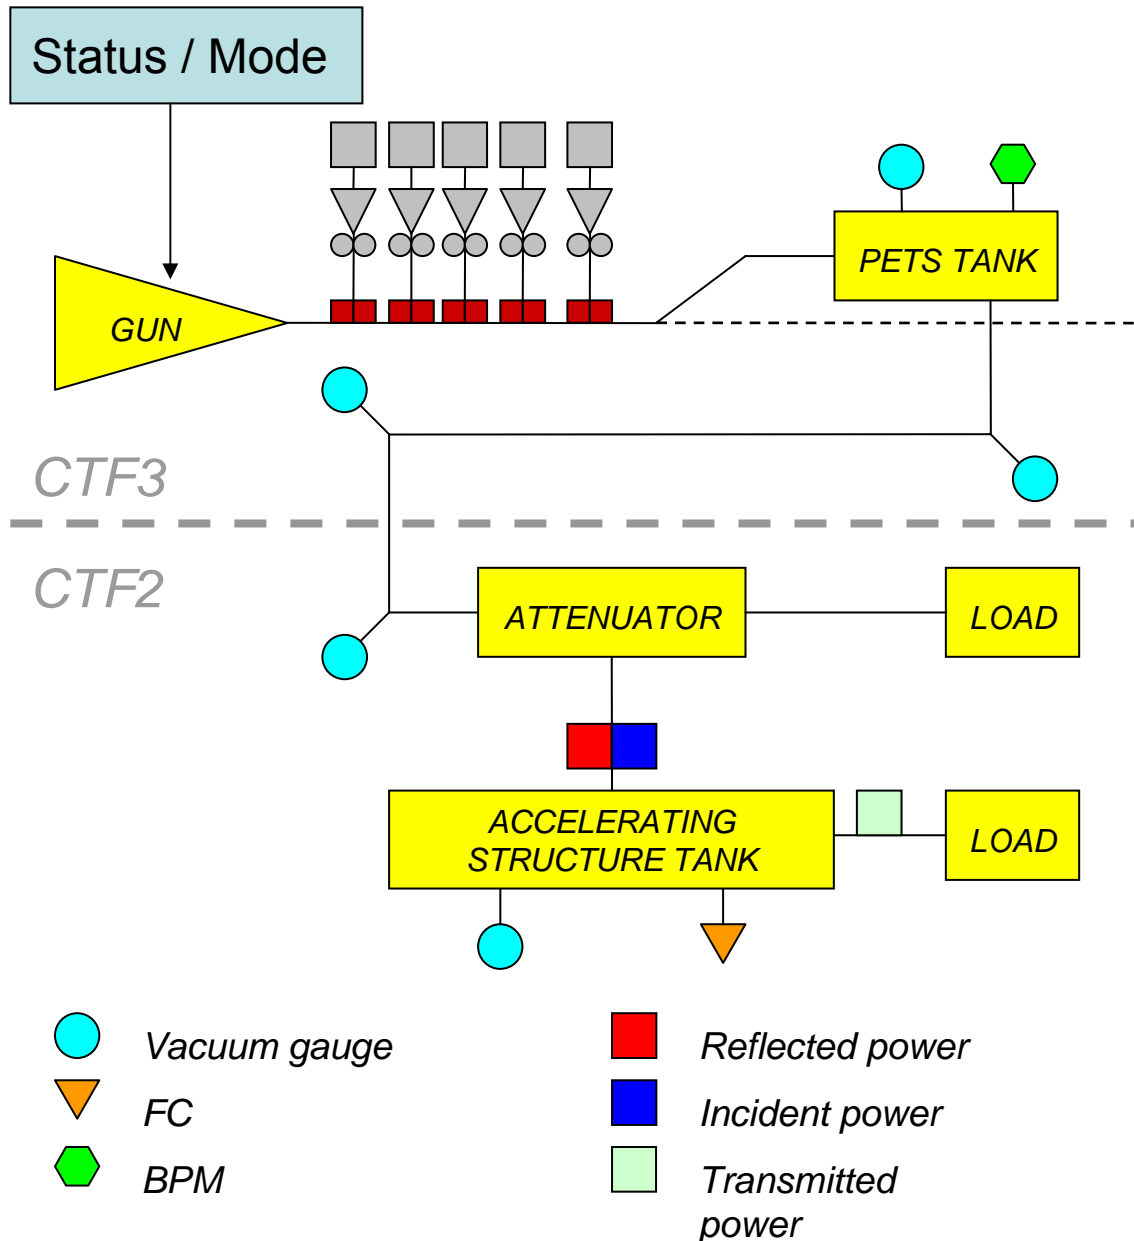 Status / Mode
PETS TANK
GUN
CTF3
CTF2
ATTENUATOR
LOAD
ACCELERATING
STRUCTURE TANK
LOAD
Vacuum gauge
Reflected power
FC
Incident power
BPM
Transmitted
power